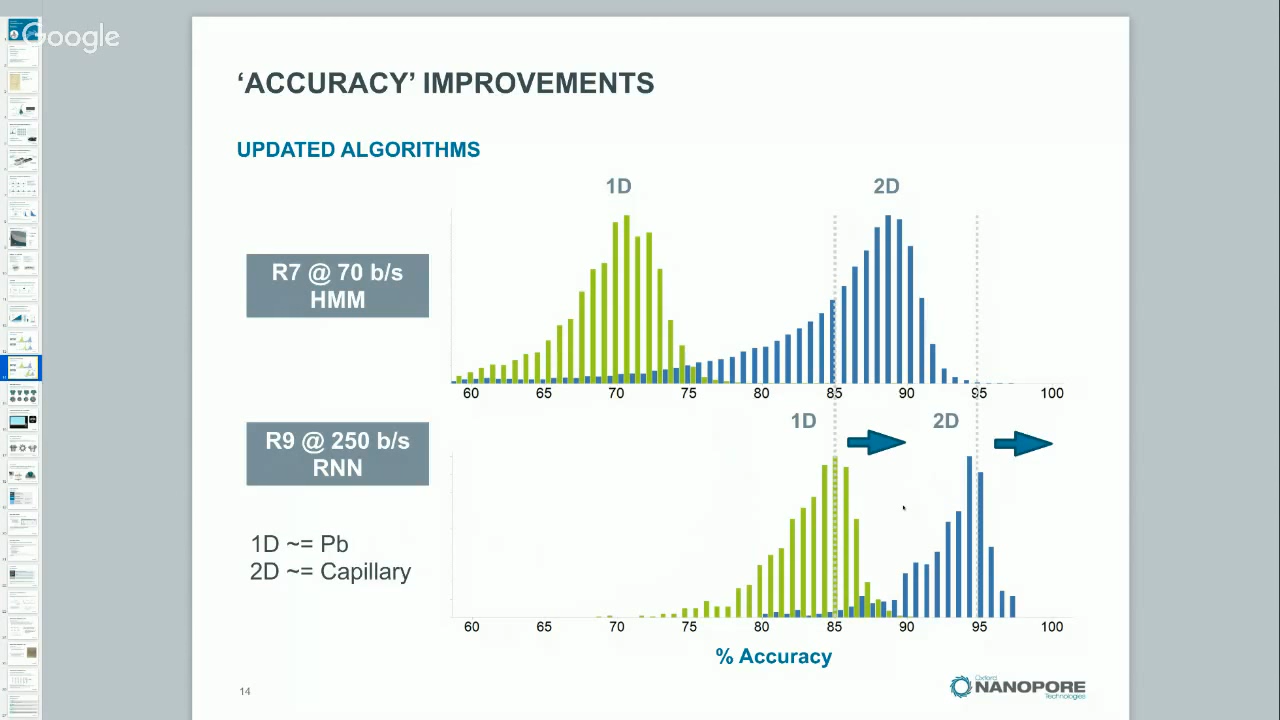 Google
‘ACCURACY’ IMPROVEMENTS
UPDATED ALGORITHMS
1D 2D
R7 @ 70 b/s
HMM
60 65 70 75 80 85 90 95 100
1D 2D
R9 @ 250 b/s
RNN
1D ~= Pb
2D ~= Capillary
60 65 70 75 80 85 90 95 100
% Accuracy
14
Oxford
NANOPORE
Technologies